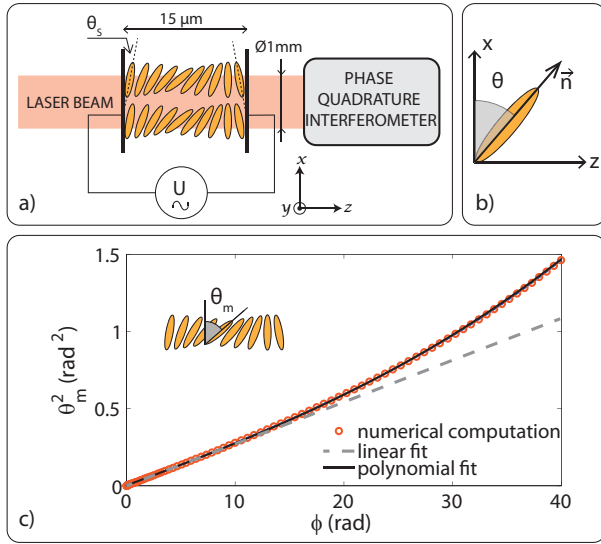 15 µm
θs
Ø1mm
LASER BEAM
PHASE
QUADRATURE
INTERFEROMETER
U
x
y
z
a)
x
θ
n⃗
z
b)
1.5
1
0.5
0
θm² (rad ²)
θm
numerical computation
linear fit
polynomial fit
0
10
20
30
40
ϕ (rad)
c)